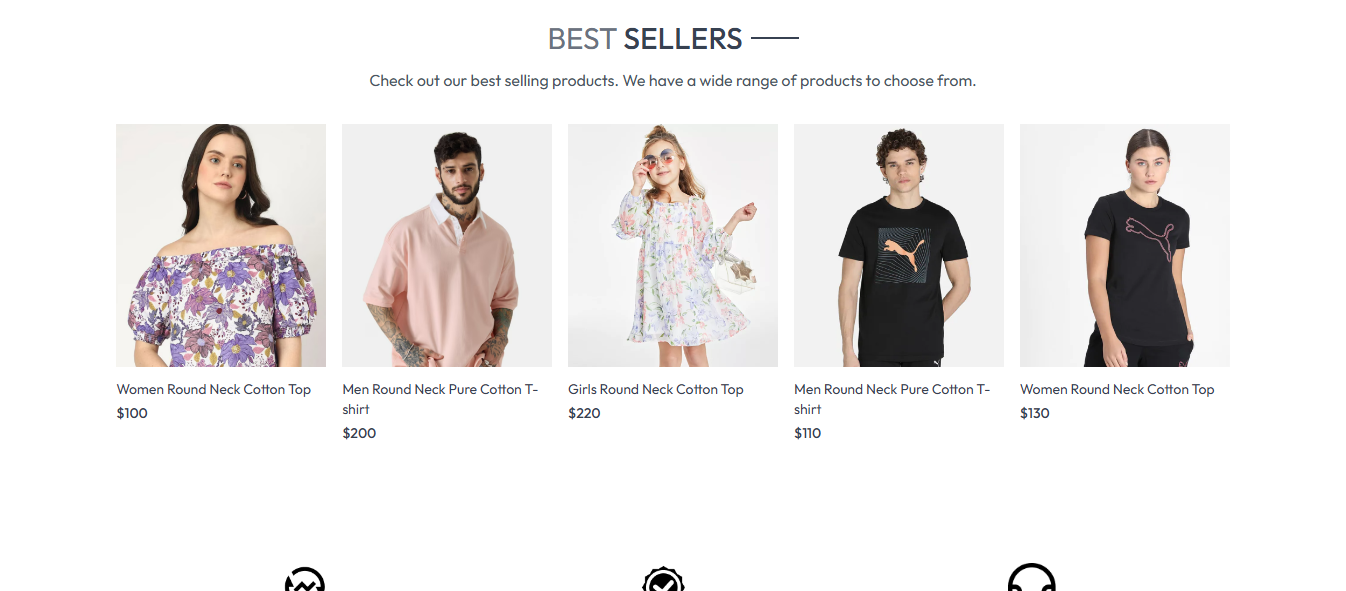 BEST SELLERS
Check out our best selling products. We have a wide range of products to choose from.
Women Round Neck Cotton Top
$100
Men Round Neck Pure Cotton T-
shirt
$200
Girls Round Neck Cotton Top
$220
Men Round Neck Pure Cotton T-
shirt
$110
Women Round Neck Cotton Top
$130